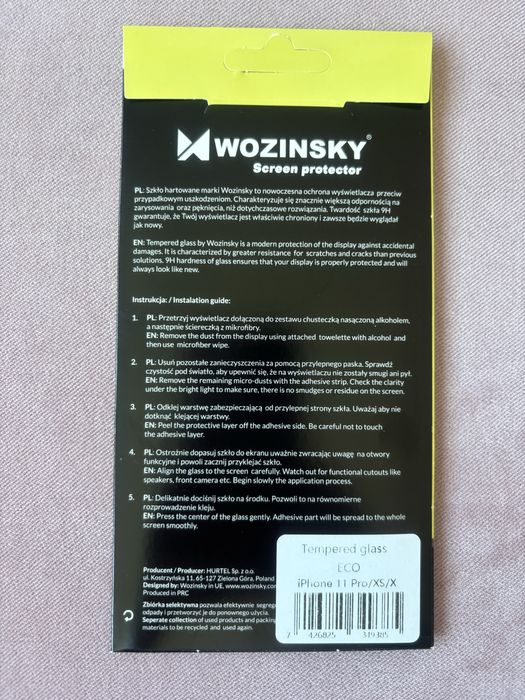 WOZINSKY®
Screen protector
PL: Szkło hartowane marki Wozinsky to nowoczesna ochrona wyświetlacza przeciw
przypadkowym uszkodzeniom. Charakteryzuje się znacznie większą odpornością na
zarysowania oraz pęknięcia, niż dotychczasowe rozwiązania. Twardość szkła 9H
gwarantuje, że Twój wyświetlacz jest właściwie chroniony i zawsze będzie wyglądał
jak nowy.
EN: Tempered glass by Wozinsky is a modern protection of the display against accidental
damages. It is characterized by greater resistance for scratches and cracks than previous
solutions. 9H hardness of glass ensures that your display is properly protected and will
always look like new.
Instrukcja: / Instalation guide:
1. PL: Przetrzyj wyświetlacz dołączoną do zestawu chusteczką nasączoną alkoholem,
a następnie ściereczką z mikrofibry.
EN: Remove the dust from the display using attached towelette with alcohol and
then use microfiber wipe.
2. PL: Usuń pozostałe zanieczyszczenia za pomocą przylepnego paska. Sprawdź
czystość pod światło, aby upewnić się, że na wyświetlaczu nie zostały smugi ani pył.
EN: Remove the remaining micro-dusts with the adhesive strip. Check the clarity
under the bright light to make sure, there is no smudges or residue on the screen.
3. PL: Odklej warstwę zabezpieczającą od przylepnej strony szkła. Uważaj aby nie
dotknąć klejącej warstwy.
EN: Peel the protective layer off the adhesive side. Be careful not to touch
the adhesive layer.
4. PL: Ostrożnie dopasuj szkło do ekranu uważnie zwracając uwagę na otwory
funkcyjne i powoli zacznij przyklejać szkło.
EN: Align the glass to the screen carefully. Watch out for functional cutouts like
speakers, front camera etc. Begin slowly the application process.
5. PL: Delikatnie dociśnij szkło na środku. Pozwoli to na równomierne
rozprowadzenie kleju.
EN: Press the center of the glass gently. Adhesive part will be spread to the whole
screen smoothly.
Producent / Producer: HURTEL Sp. z o.o.
ul. Kostrzyńska 11, 65-127 Zielona Góra, Poland
Designed by: Wozinsky in UE, www.wozinsky.com
Produced in PRC
Zbiórka selektywna pozwala efektywnie
odpady i przetworzyć je do ponownego użycia.
Seperate collection of used products and
materials to be recycled and used again.
Tempered glass
ECO
iPhone 11 Pro/XS/X
7 426825 319385